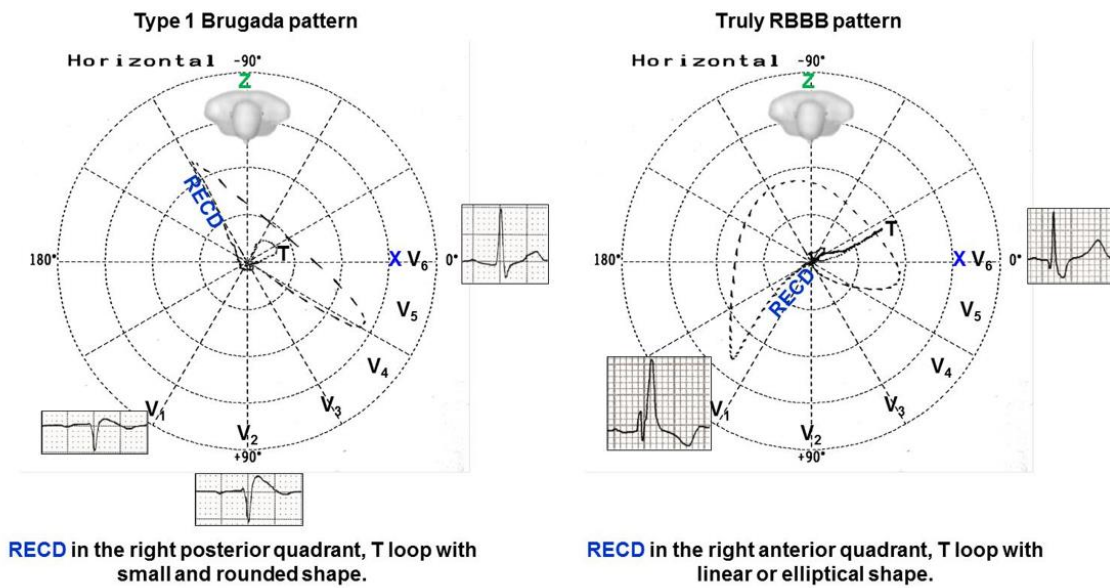 Type 1 Brugada pattern
Horizontal -90°
Z
RECD
T
180°
X V6 0°
V5
V4
V3
V2
V1
+90°
RECD in the right posterior quadrant, T loop with
small and rounded shape.
Truly RBBB pattern
Horizontal -90°
Z
T
180°
X V6 0°
RECD
V5
V4
V3
V2
V1
+90°
RECD in the right anterior quadrant, T loop with
linear or elliptical shape.